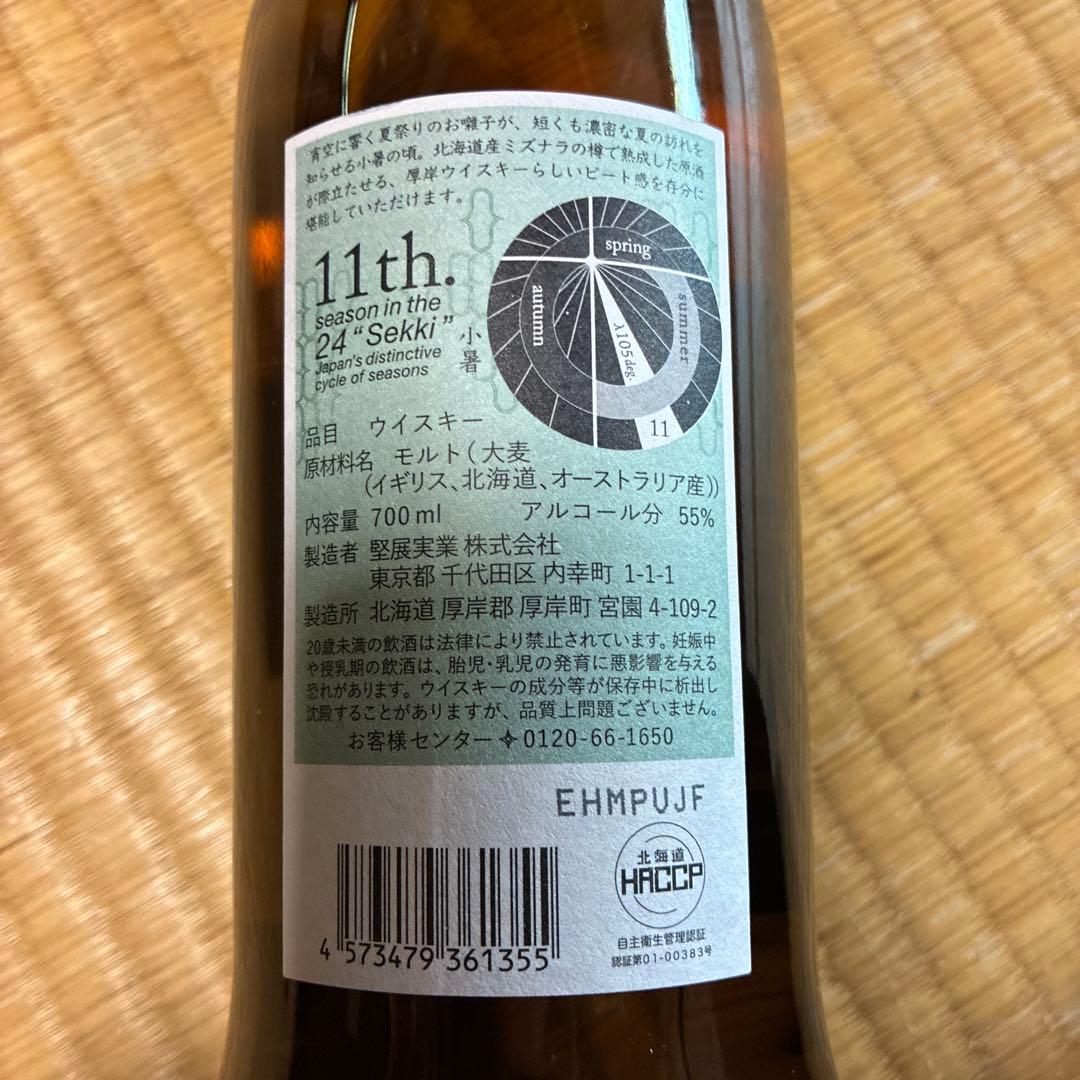 宵空に響く夏祭りのお囃子が、短くも濃密な夏の訪れを
知らせる小暑の頃。北海道産ミズナラの樽で熟成した原酒
が際立たせる、厚岸ウイスキーらしいピート感を存分に
堪能していただけます。
11th.
season in the
24 “Sekki”
Japan's distinctive
cycle of seasons
小暑
spring
summer
autumn
λ105deg.
11
品目 ウイスキー
原材料名 モルト(大麦
(イギリス、北海道、オーストラリア産))
内容量 700ml アルコール分 55%
製造者 堅展実業 株式会社
東京都 千代田区 内幸町 1-1-1
製造所 北海道 厚岸郡 厚岸町 宮園 4-109-2
20歳未満の飲酒は法律により禁止されています。妊娠中
や授乳期の飲酒は、胎児・乳児の発育に悪影響を与える
恐れがあります。ウイスキーの成分等が保存中に析出し
沈殿することがありますが、品質上問題ございません。
お客様センター✧0120-66-1650
EHMPUJF
北海道
HACCP
自主衛生管理認証
認証第01-00383号
4 573479 361355